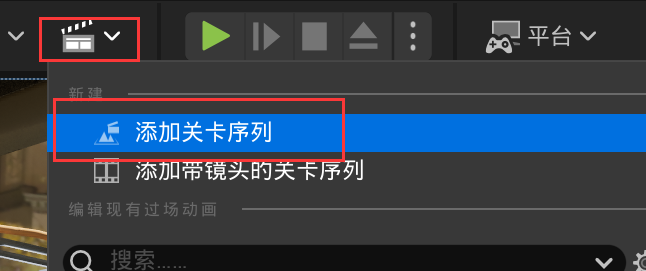 平台
新建
添加关卡序列
添加带镜头的关卡序列
编辑现有过场动画
搜索……